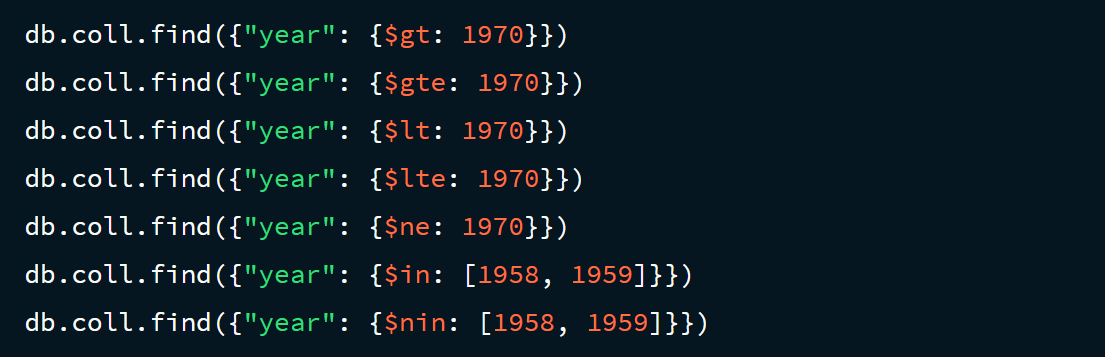 db.coll.find({"year": {$gt: 1970}})
db.coll.find({"year": {$gte: 1970}})
db.coll.find({"year": {$lt: 1970}})
db.coll.find({"year": {$lte: 1970}})
db.coll.find({"year": {$ne: 1970}})
db.coll.find({"year": {$in: [1958, 1959]}})
db.coll.find({"year": {$nin: [1958, 1959]}})